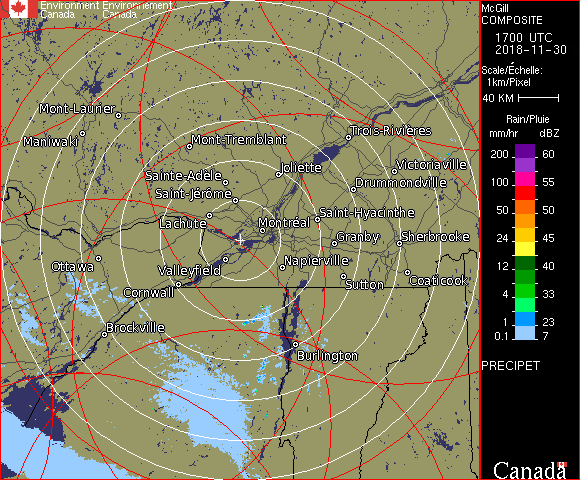 Environment Environnement
Canada Canada
Mont-Laurier
Maniwaki
Mont-Tremblant
Trois-Rivières
Sainte-Adèle
Joliette
Victoriaville
Saint-Jérôme
Drummondville
Lachute
Montréal
Saint-Hyacinthe
Granby
Sherbrooke
Ottawa
Valleyfield
Napierville
Cornwall
Sutton
Coaticook
Brockville
Burlington
McGill
COMPOSITE
1700 UTC
2018-11-30
Scale/Échelle:
1km/Pixel
40 KM
Rain/Pluie
mm/hr dBZ
200 60
157
100 55
50 50
24 45
12 40
4 33
1 23
0.1 7
PRECIPET
Canada